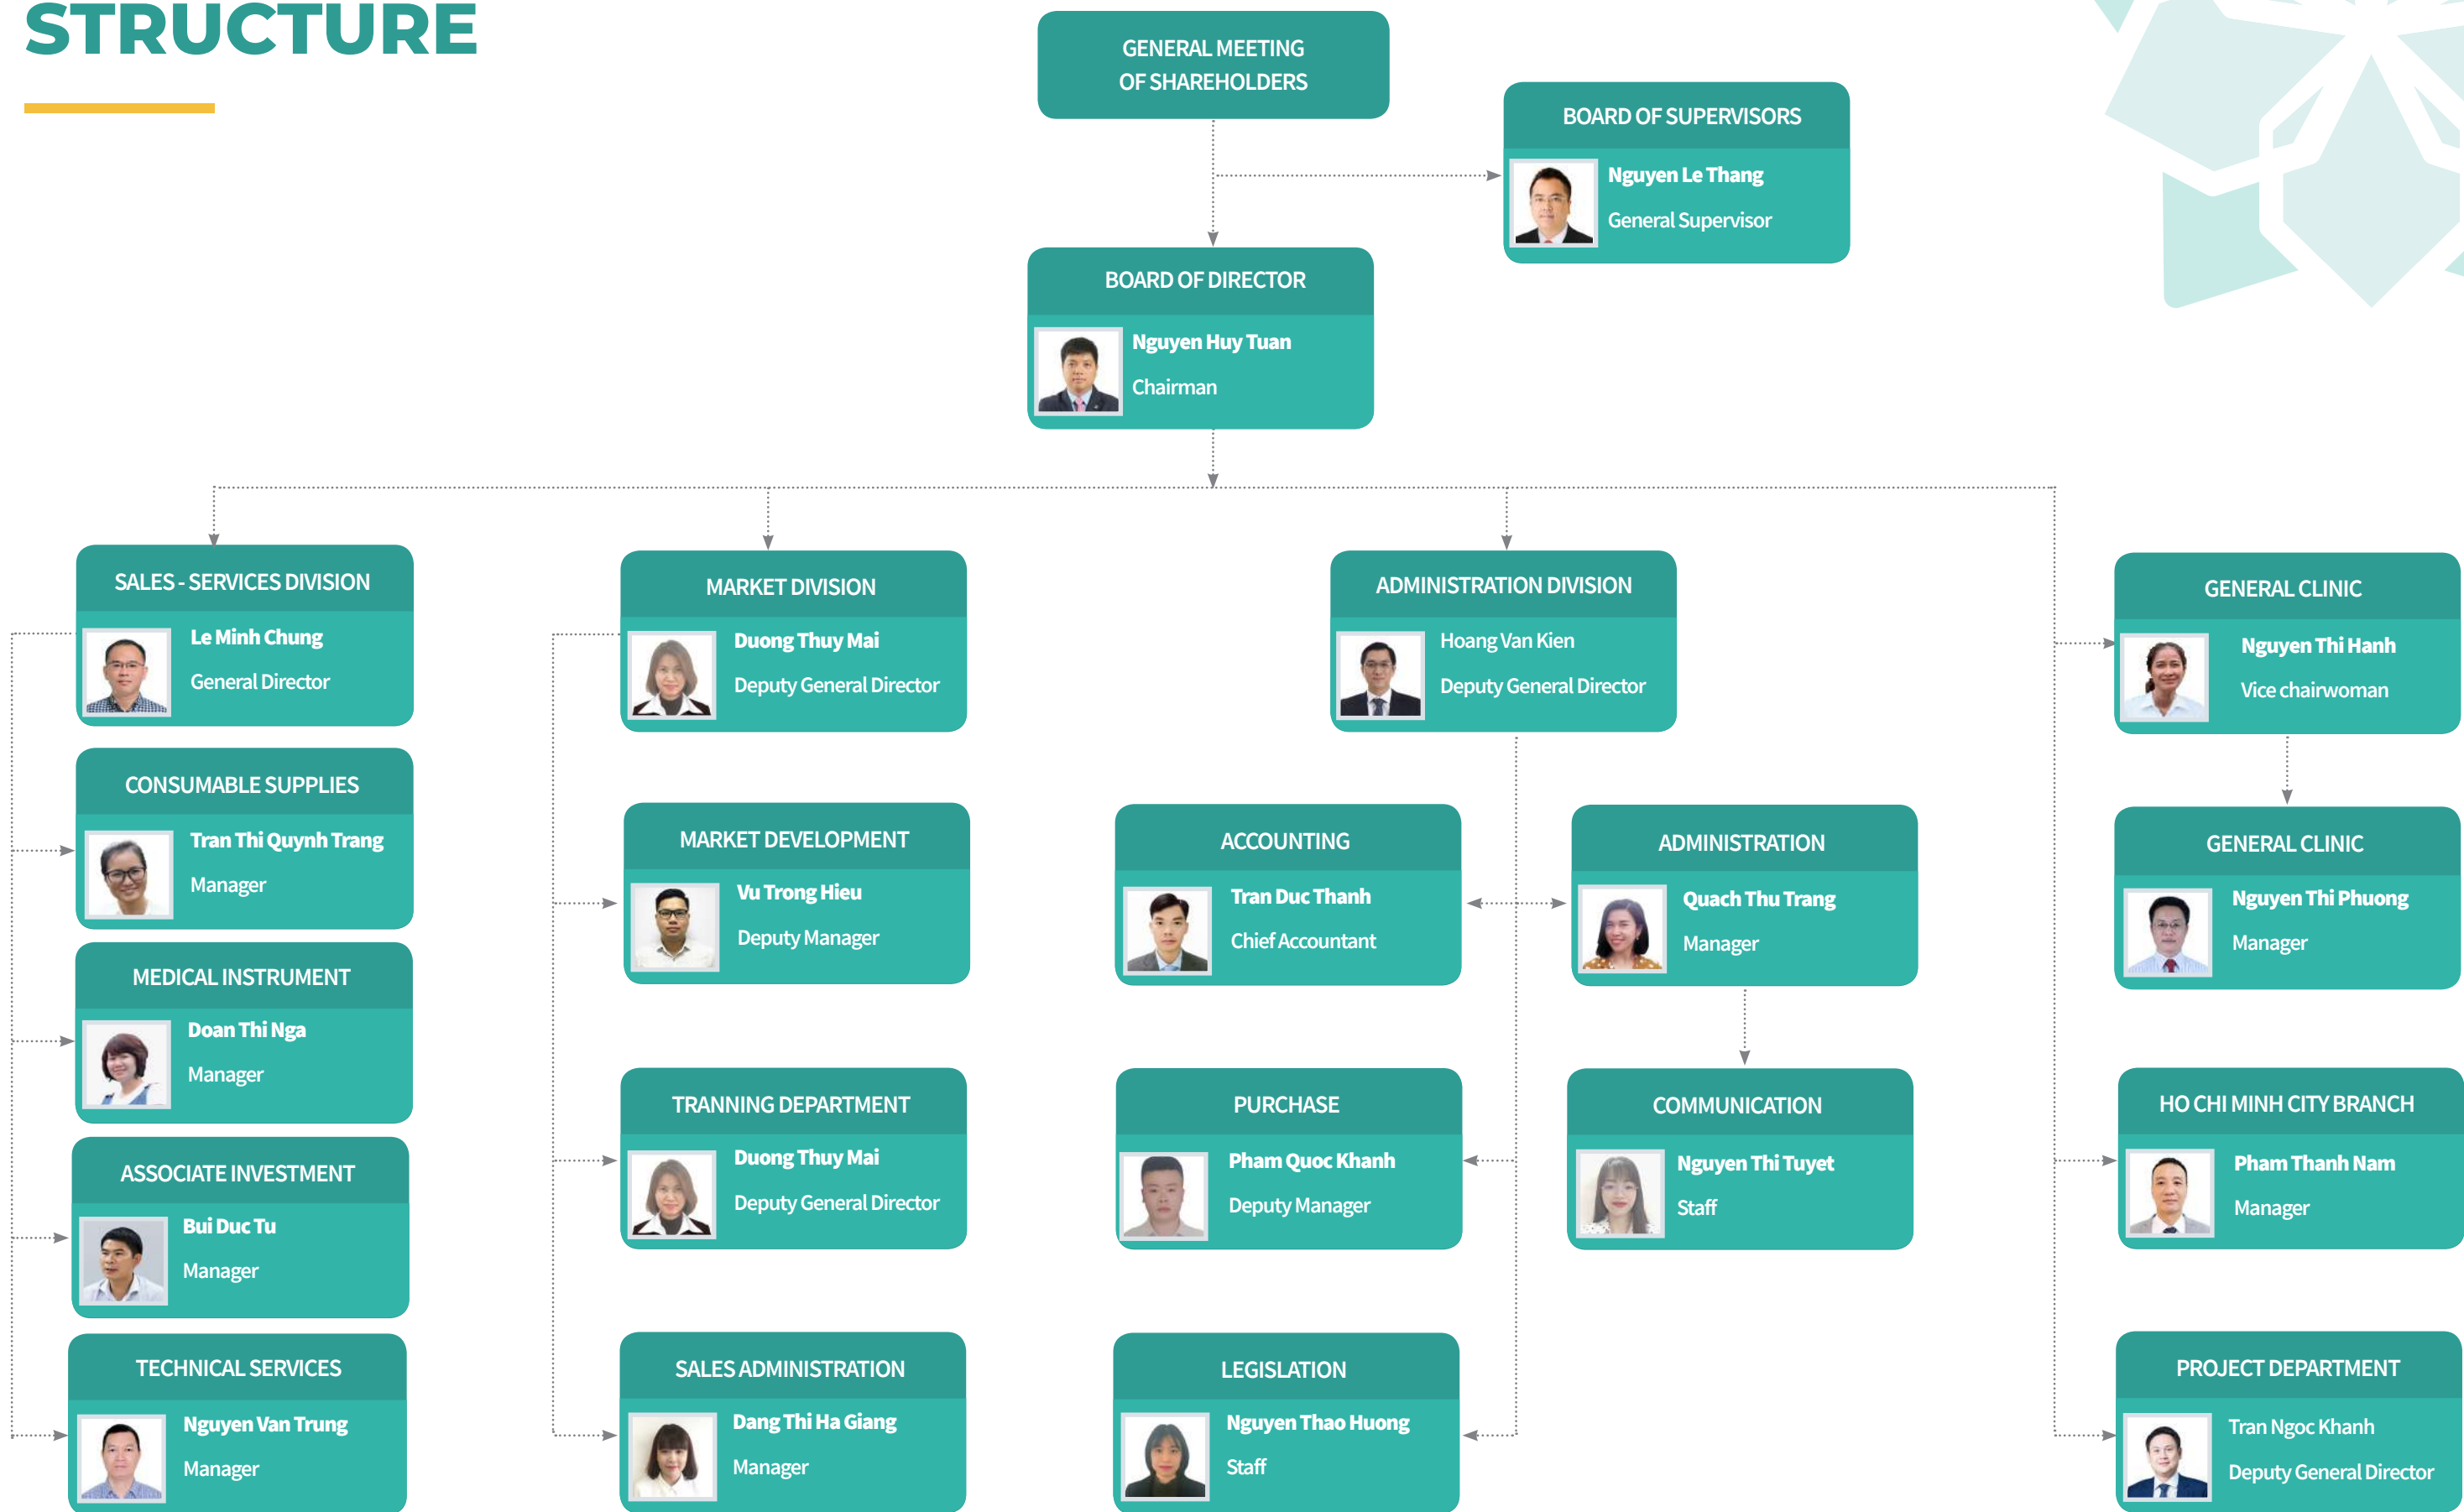 STRUCTURE
GENERAL MEETING
OF SHAREHOLDERS
BOARD OF SUPERVISORS
Nguyen Le Thang
General Supervisor
BOARD OF DIRECTOR
Nguyen Huy Tuan
Chairman
SALES - SERVICES DIVISION
Le Minh Chung
General Director
MARKET DIVISION
Duong Thuy Mai
Deputy General Director
ADMINISTRATION DIVISION
Hoang Van Kien
Deputy General Director
GENERAL CLINIC
Nguyen Thi Hanh
Vice chairwoman
CONSUMABLE SUPPLIES
Tran Thi Quynh Trang
Manager
MARKET DEVELOPMENT
Vu Trong Hieu
Deputy Manager
ACCOUNTING
Tran Duc Thanh
Chief Accountant
ADMINISTRATION
Quach Thu Trang
Manager
GENERAL CLINIC
Nguyen Thi Phuong
Manager
MEDICAL INSTRUMENT
Doan Thi Nga
Manager
TRANNING DEPARTMENT
Duong Thuy Mai
Deputy General Director
PURCHASE
Pham Quoc Khanh
Deputy Manager
COMMUNICATION
Nguyen Thi Tuyet
Staff
HO CHI MINH CITY BRANCH
Pham Thanh Nam
Manager
ASSOCIATE INVESTMENT
Bui Duc Tu
Manager
TECHNICAL SERVICES
Nguyen Van Trung
Manager
SALES ADMINISTRATION
Dang Thi Ha Giang
Manager
LEGISLATION
Nguyen Thao Huong
Staff
PROJECT DEPARTMENT
Tran Ngoc Khanh
Deputy General Director